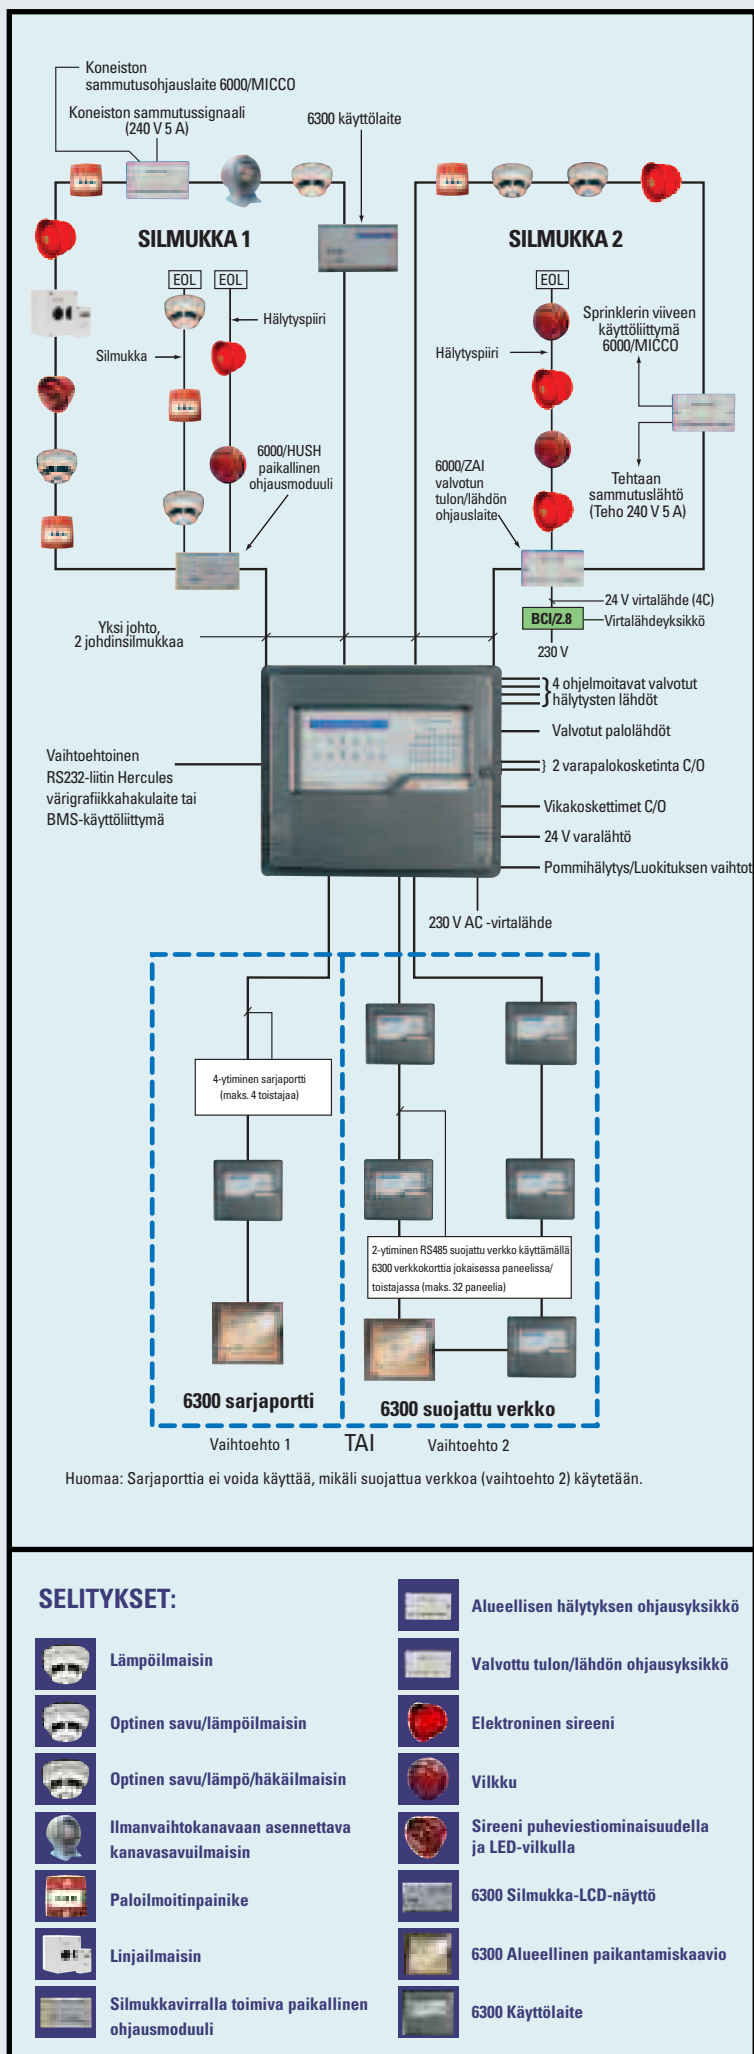 Koneiston
sammutusohjauslaite 6000/MICCO
Koneiston sammutussignaali
(240 V 5 A)
6300 käyttölaite
SILMUKKA 1
SILMUKKA 2
EOL
EOL
EOL
Hälytyspiiri
Silmukka
Hälytyspiiri
Sprinklerin viiveen
käyttöliittymä
6000/MICCO
6000/HUSH
paikallinen
ohjausmoduuli
6000/ZAI
valvotun
tulon/lähdön
ohjauslaite
Tehtaan
sammutuslähtö
(Teho 240 V 5 A)
24 V virtalähde (4C)
BCI/2.8
Virtalähdeyksikkö
230 V
Yksi johto,
2 johdinsilmukkaa
4 ohjelmoitavat valvotut
hälytysten lähdöt
Valvotut palolähdöt
} 2 varapalokosketinta C/O
Vikakoskettimet C/O
24 V varalähtö
Pommihälytys/Luokituksen vaihtot
Vaihtoehtoinen
RS232-liitin Hercules
värigrafiikkahakulaite tai
BMS-käyttöliittymä
230 V AC -virtalähde
4-ytiminen sarjaportti
(maks. 4 toistajaa)
2-ytiminen RS485 suojattu verkko käyttämällä
6300 verkkokorttia jokaisessa paneelissa/
toistajassa (maks. 32 paneelia)
6300 sarjaportti
6300 suojattu verkko
Vaihtoehto 1
TAI
Vaihtoehto 2
Huomaa: Sarjaporttia ei voida käyttää, mikäli suojattua verkkoa (vaihtoehto 2) käytetään.
SELITYKSET:
Lämpöilmaisin
Optinen savu/lämpöilmaisin
Optinen savu/lämpö/häkäilmaisin
Ilmanvaihtokanavaan asennettava
kanavasavuilmaisin
Paloilmoitinpainike
Linjailmaisin
Silmukkavirralla toimiva paikallinen
ohjausmoduuli
Alueellisen hälytyksen ohjausyksikkö
Valvottu tulon/lähdön ohjausyksikkö
Elektroninen sireeni
Vilkku
Sireeni puheviestiominaisuudella
ja LED-vilkulla
6300 Silmukka-LCD-näyttö
6300 Alueellinen paikantamiskaavio
6300 Käyttölaite